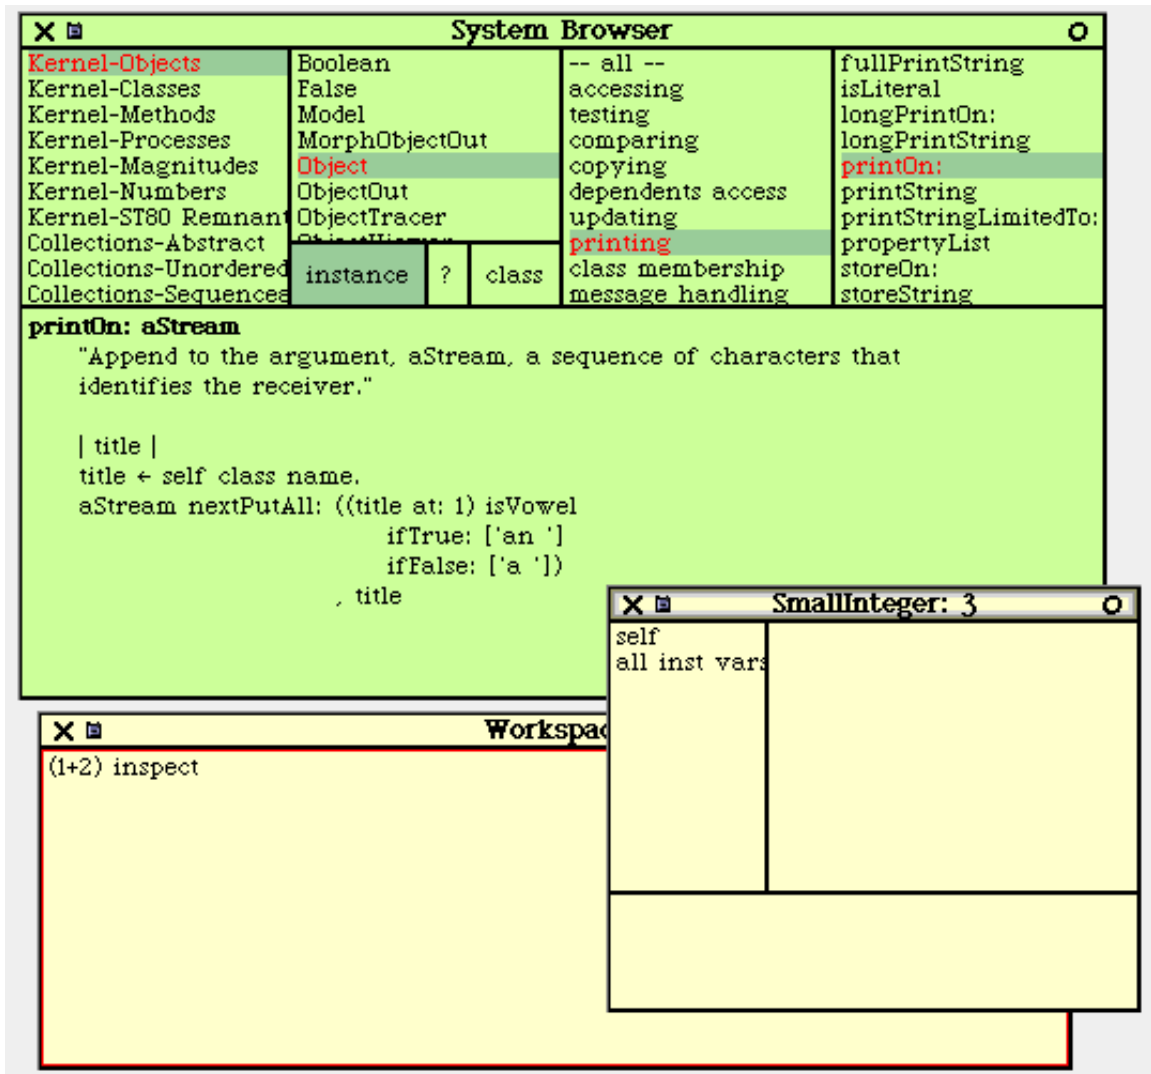 System Browser
Kernel-Objects
Kernel-Classes
Kernel-Methods
Kernel-Processes
Kernel-Magnitudes
Kernel-Numbers
Kernel-ST80 Remnant
Collections-Abstract
Collections-Unordered
Collections-Sequencea
Boolean
False
Model
MorphObjectOut
Object
ObjectOut
ObjectTracer
ObjectViewer
instance
?
class
-- all --
accessing
testing
comparing
copying
dependents access
updating
printing
class membership
message handling
fullPrintString
isLiteral
longPrintOn:
longPrintString
printOn:
printString
printStringLimitedTo:
propertyList
storeOn:
storeString
printOn: aStream
"Append to the argument, aStream, a sequence of characters that
identifies the receiver."
| title |
title ← self class name.
aStream nextPutAll: ((title at: 1) isVowel
ifTrue: ['an ']
ifFalse: ['a '])
, title
SmallInteger: 3
self
all inst vars
Workspac
(1+2) inspect